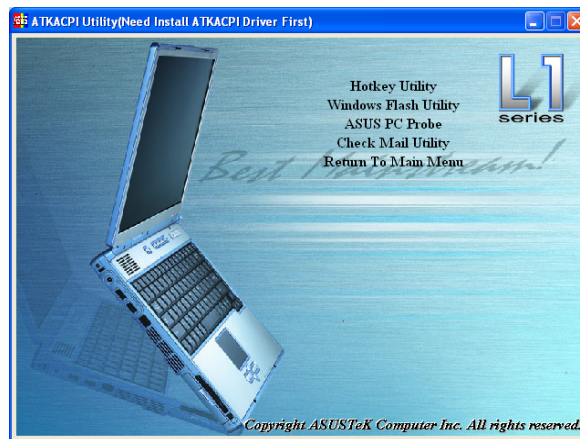 ATKACPI Utility(Need Install ATKACPI Driver First)
L1
series
Hotkey Utility
Windows Flash Utility
ASUS PC Probe
Check Mail Utility
Return To Main Menu
Best Mainstream!
Copyright ASUSTeK Computer Inc. All rights reserved.